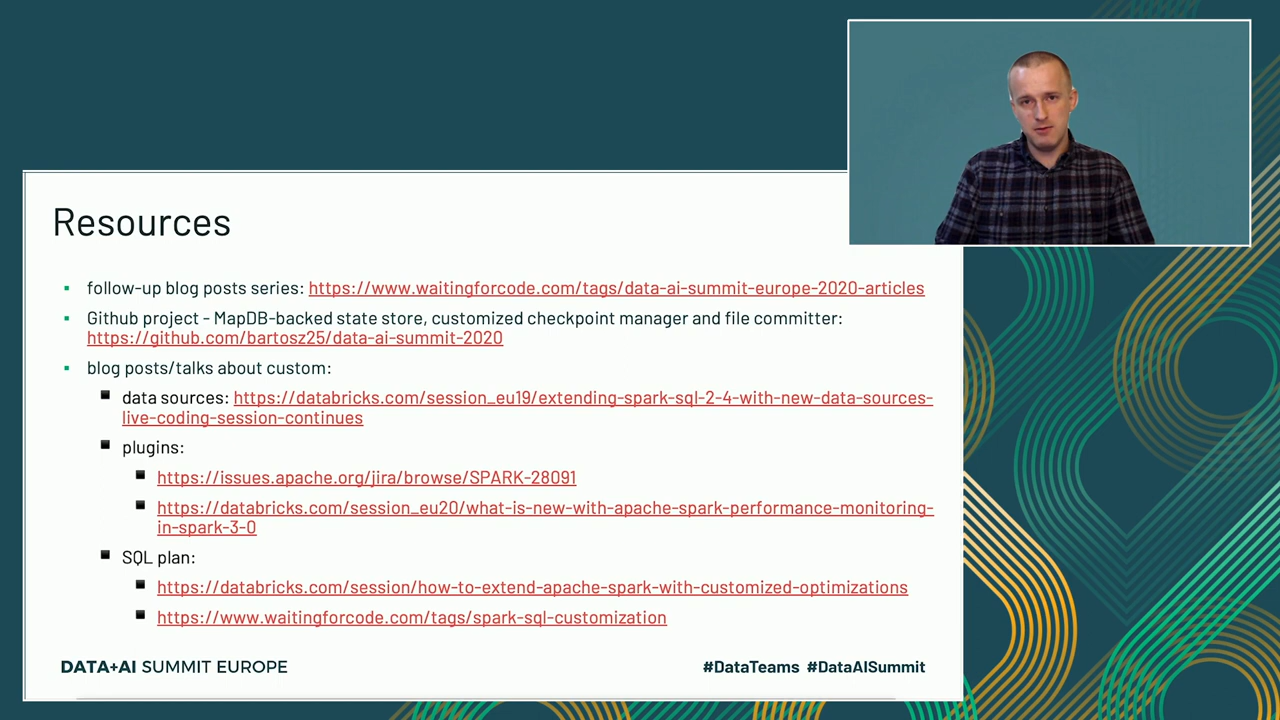 Resources
follow-up blog posts series: https://www.waitingforcode.com/tags/data-ai-summit-europe-2020-articles
Github project - MapDB-backed state store, customized checkpoint manager and file committer:
https://github.com/bartosz25/data-ai-summit-2020
blog posts/talks about custom:
data sources: https://databricks.com/session_eu19/extending-spark-sql-2-4-with-new-data-sources-
live-coding-session-continues
plugins:
https://issues.apache.org/jira/browse/SPARK-28091
https://databricks.com/session_eu20/what-is-new-with-apache-spark-performance-monitoring-
in-spark-3-0
SQL plan:
https://databricks.com/session/how-to-extend-apache-spark-with-customized-optimizations
https://www.waitingforcode.com/tags/spark-sql-customization
DATA+AI SUMMIT EUROPE
#DataTeams #DataAISummit